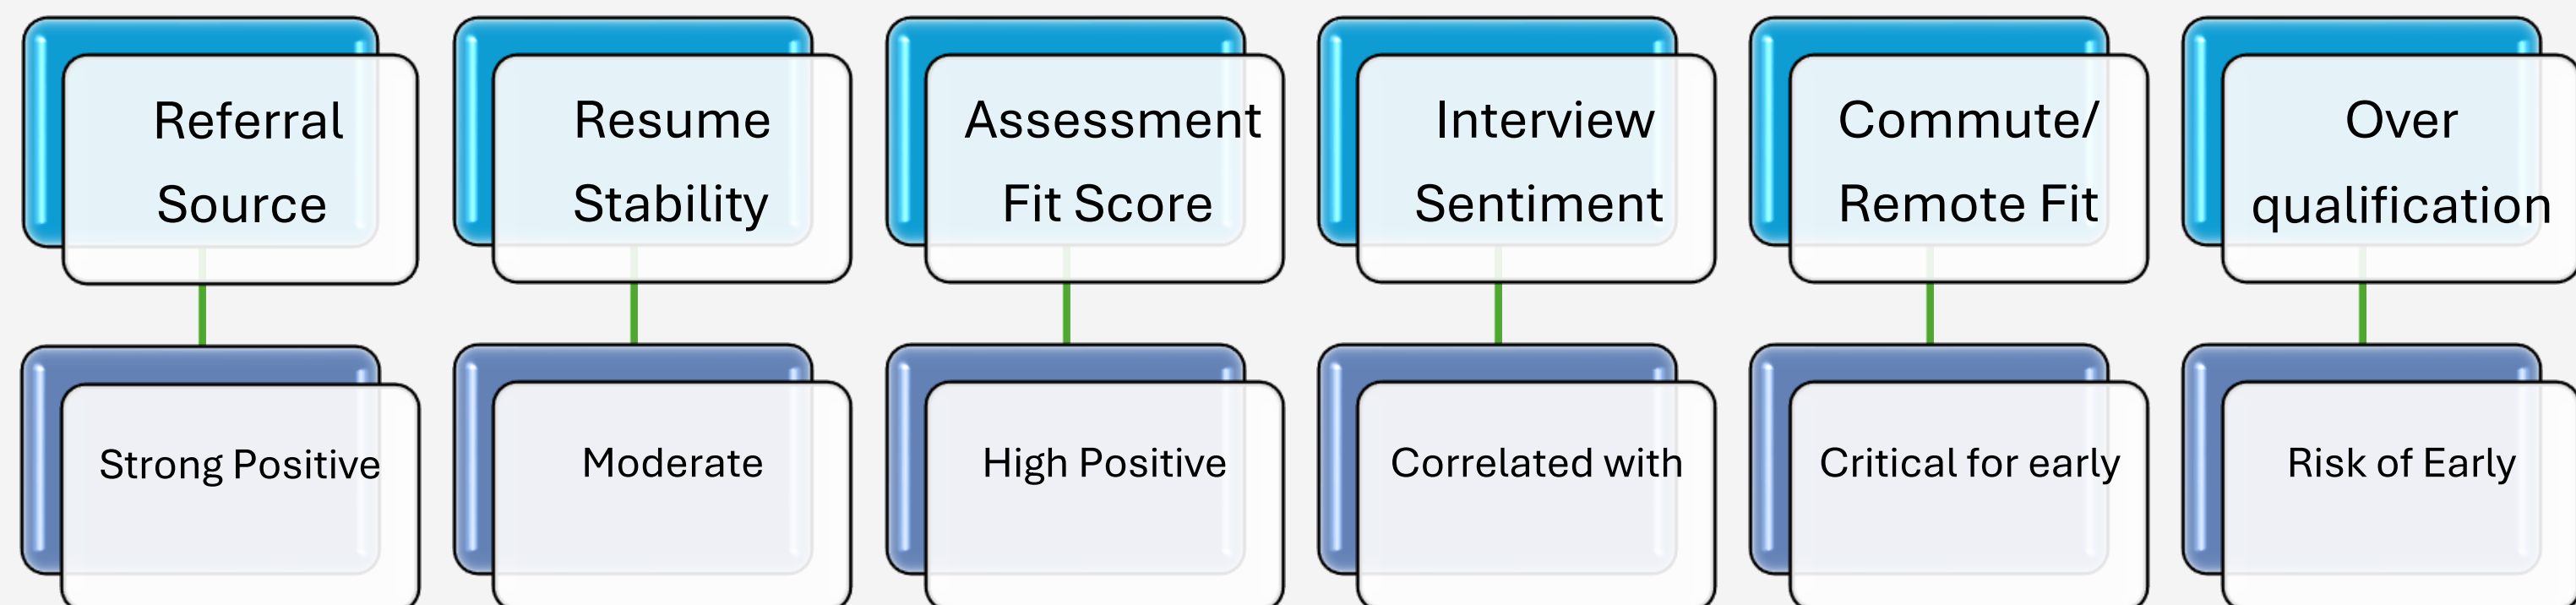 Referral
Source
Resume
Stability
Assessment
Fit Score
Interview
Sentiment
Commute/
Remote Fit
Over
qualification
Strong Positive
Moderate
High Positive
Correlated with
Critical for early
Risk of Early